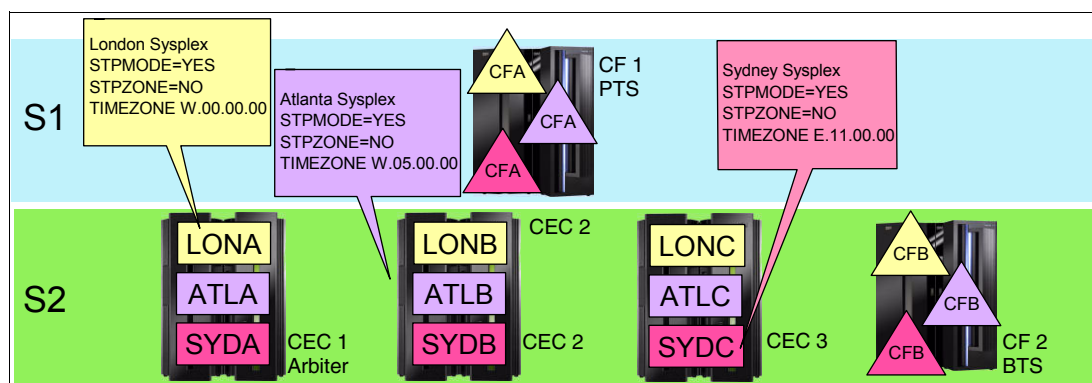 London Sysplex
STPMODE=YES
STPZONE=NO
TIMEZONE W.00.00.00
Atlanta Sysplex
STPMODE=YES
STPZONE=NO
TIMEZONE W.05.00.00
Sydney Sysplex
STPMODE=YES
STPZONE=NO
TIMEZONE E.11.00.00
S1
CFA
CFA
CFA
CF 1
PTS
S2
LONA
ATLA
SYDA
CEC 1
Arbiter
CEC 2
LONB
ATLB
SYDB
CEC 2
LONC
ATLC
SYDC
CEC 3
CFB
CFB
CFB
CF 2
BTS